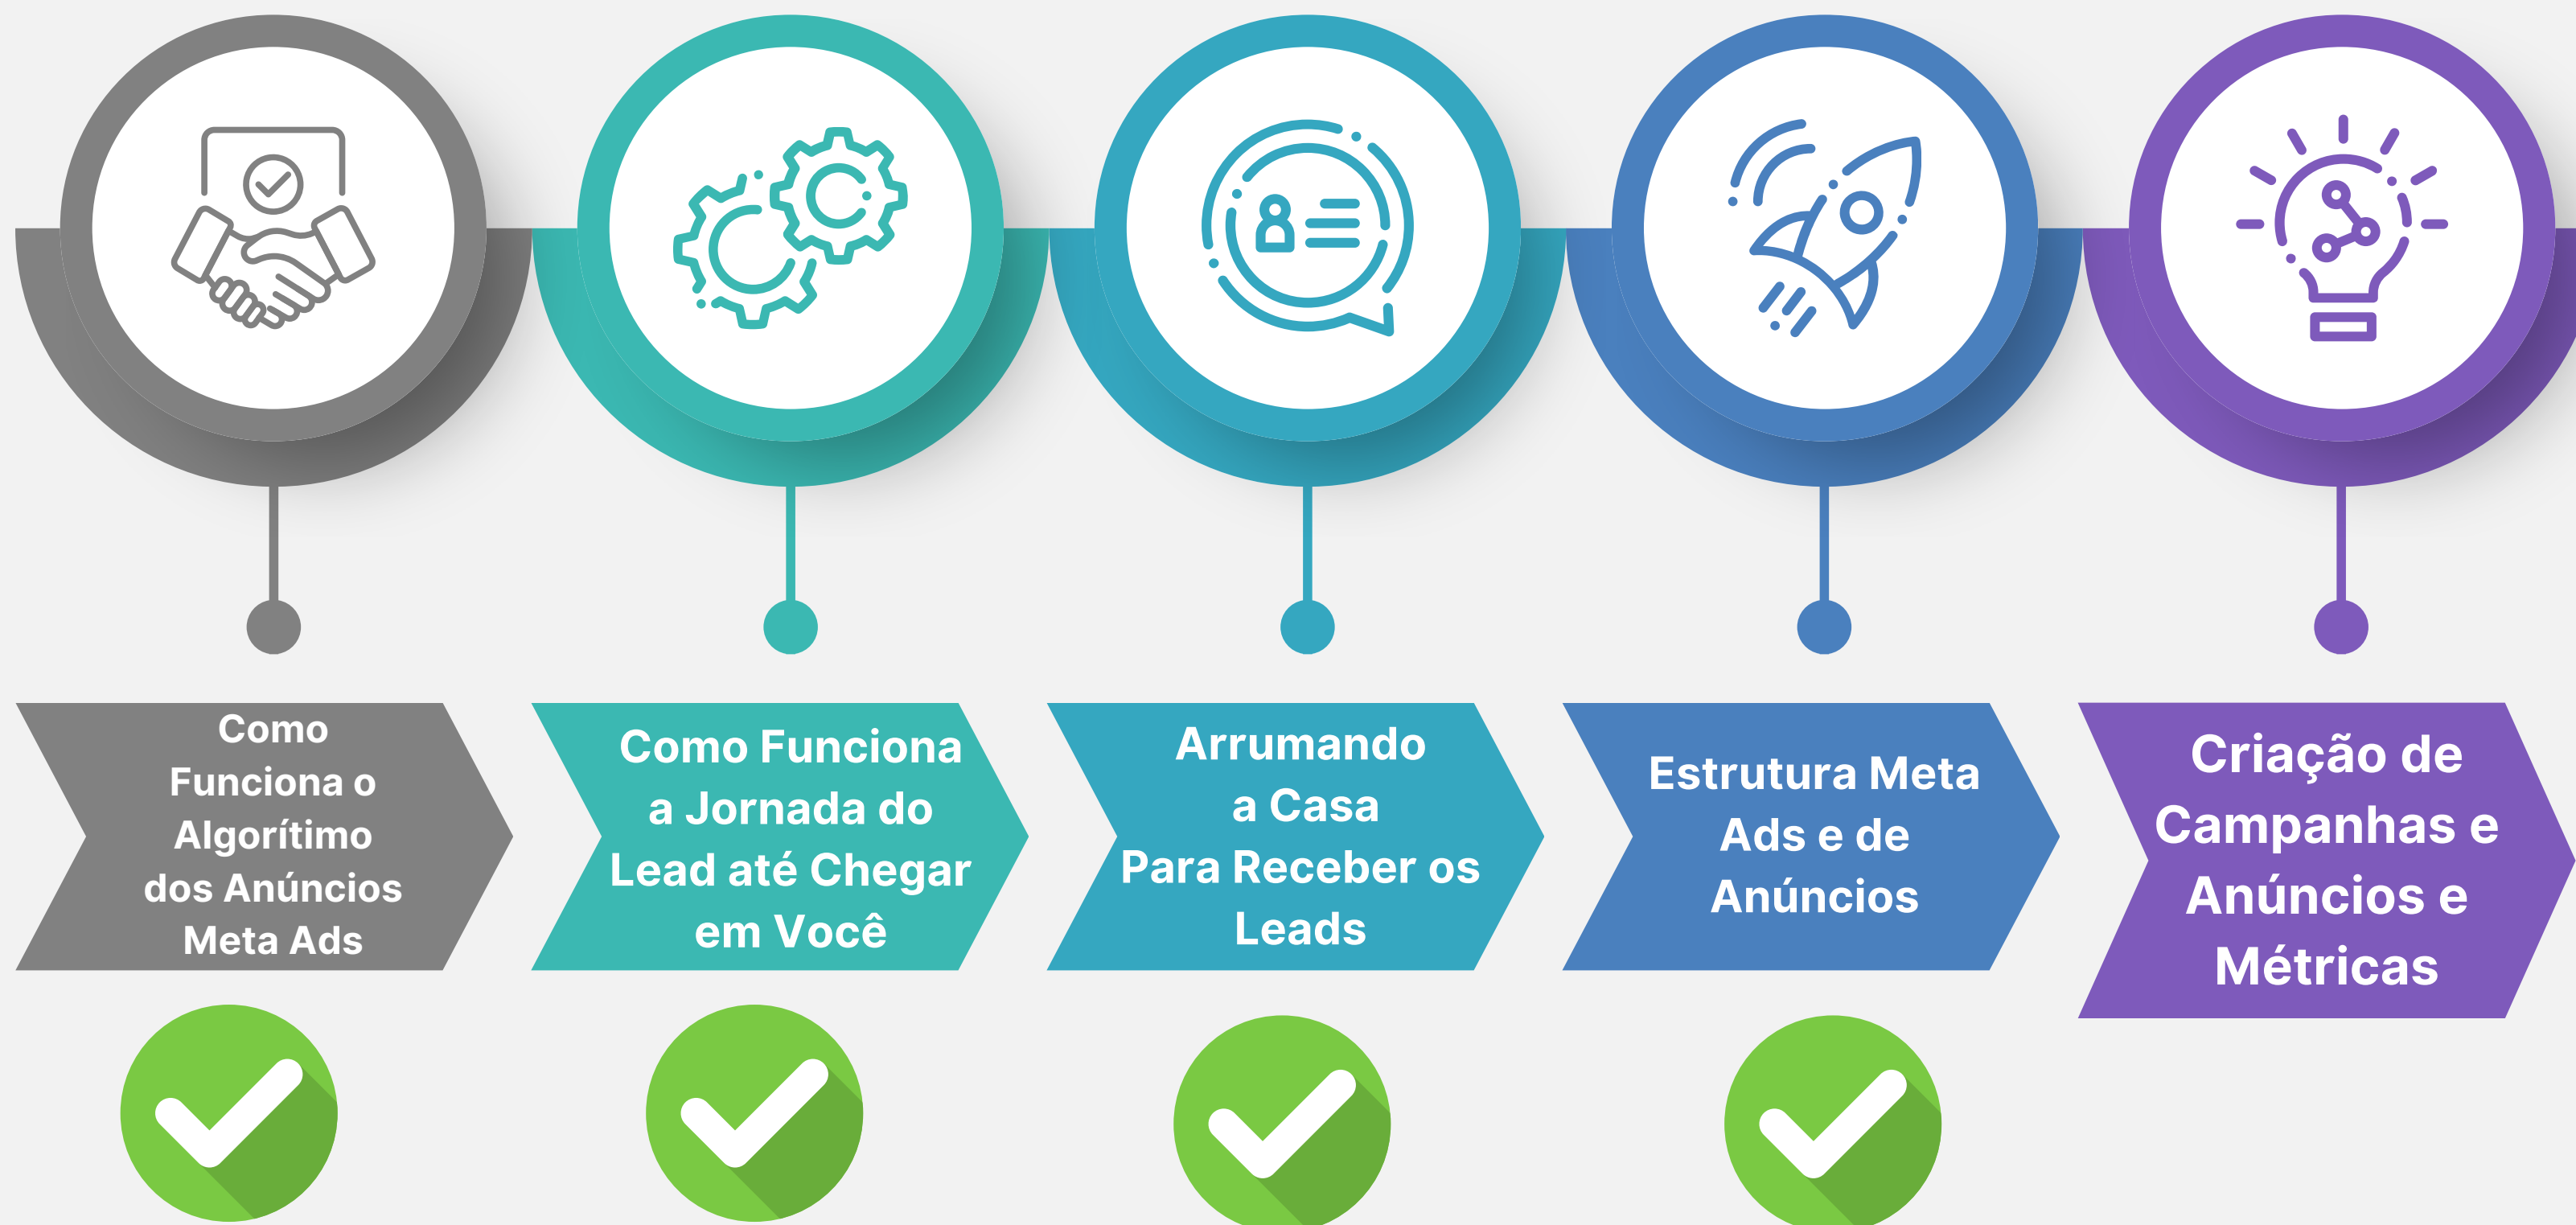 Como
Funciona o
Algorítimo
dos Anúncios
Meta Ads
Como Funciona
a Jornada do
Lead até Chegar
em Você
Arrumando
a Casa
Para Receber os
Leads
Estrutura Meta
Ads e de
Anúncios
Criação de
Campanhas e
Anúncios e
Métricas